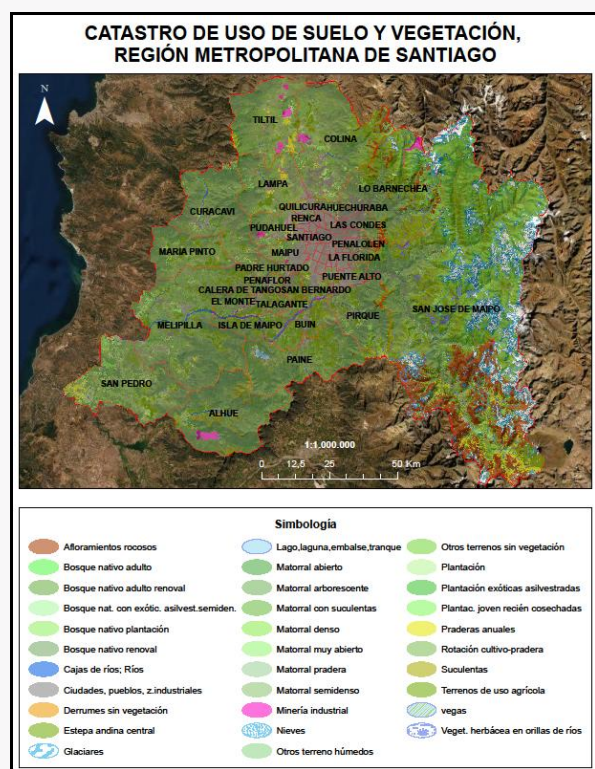 CATASTRO DE USO DE SUELO Y VEGETACIÓN,
REGIÓN METROPOLITANA DE SANTIAGO
N
TILTIL
COLINA
LAMPA
LO BARNECHEA
QUILICURA HUECHURABA
CURACAVI
RENCA
LAS CONDES
PUDAHUEL
SANTIAGO
PENALOLEN
MARIA PINTO
MAIPU
LA FLORIDA
PADRE HURTADO
PUENTE ALTO
PENAFLOR
CALERA DE TANGO SAN BERNARDO
EL MONTE
TALAGANTE
SAN JOSE DE MAIPO
MELIPILLA
ISLA DE MAIPO
BUIN
PIRQUE
PAINE
SAN PEDRO
ALHUE
1:1.000.000
0 12,5 25 50 Km
Simbología
Afloramientos rocosos
Bosque nativo adulto
Bosque nativo adulto renoval
Bosque nat. con exótic. asilvest.semiden.
Bosque nativo plantación
Bosque nativo renoval
Cajas de ríos; Ríos
Ciudades, pueblos, z.industriales
Derrumes sin vegetación
Estepa andina central
Glaciares
Lago,laguna,embalse,tranque
Matorral abierto
Matorral arborescente
Matorral con suculentas
Matorral denso
Matorral muy abierto
Matorral pradera
Matorral semidenso
Minería industrial
Nieves
Otros terreno húmedos
Otros terrenos sin vegetación
Plantación
Plantación exóticas asilvestradas
Plantac. joven recién cosechadas
Praderas anuales
Rotación cultivo-pradera
Suculentas
Terrenos de uso agrícola
vegas
Veget. herbácea en orillas de ríos